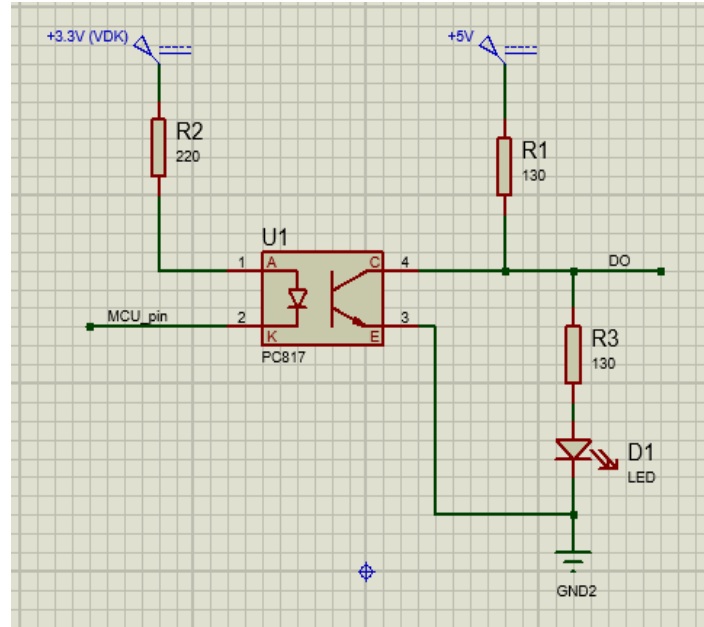 +3.3V (VDK)
+5V
R2
220
R1
130
U1
1
A
C
4
DO
MCU_pin
2
K
E
3
PC817
R3
130
D1
LED
GND2